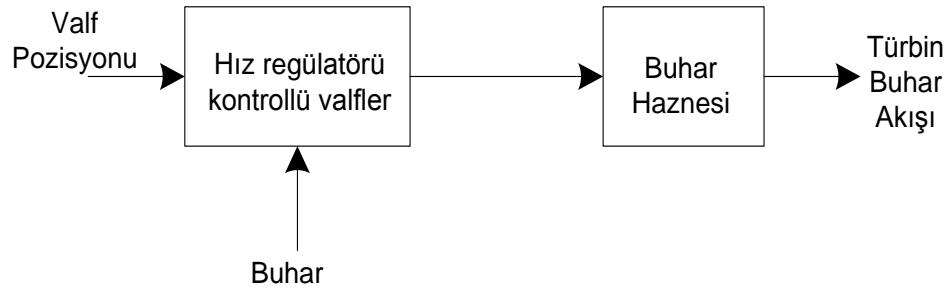 Valf
Pozisyonu
Hız regülatörü
kontrollü valfler
Buhar
Haznesi
Türbin
Buhar
Akışı
Buhar